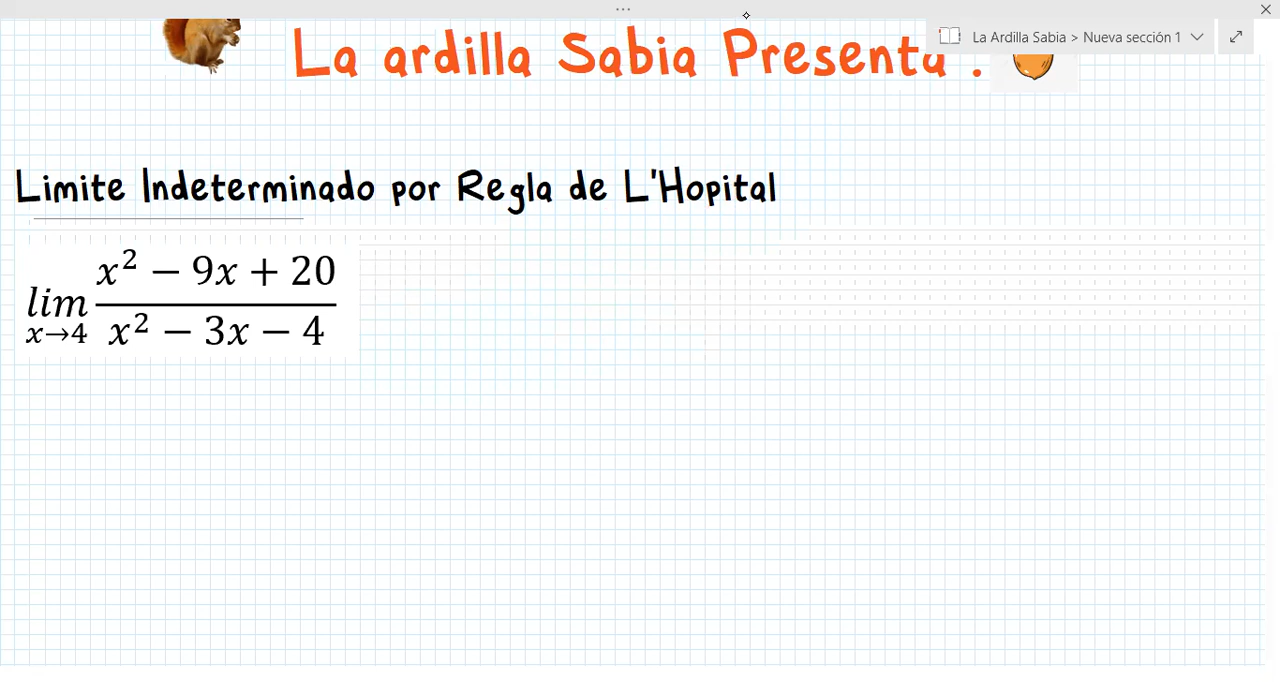 La Ardilla Sabia > Nueva sección 1
La ardilla Sabia Presenta :
Limite Indeterminado por Regla de L'Hopital
x² − 9x + 20
lim
x→4 x² − 3x − 4